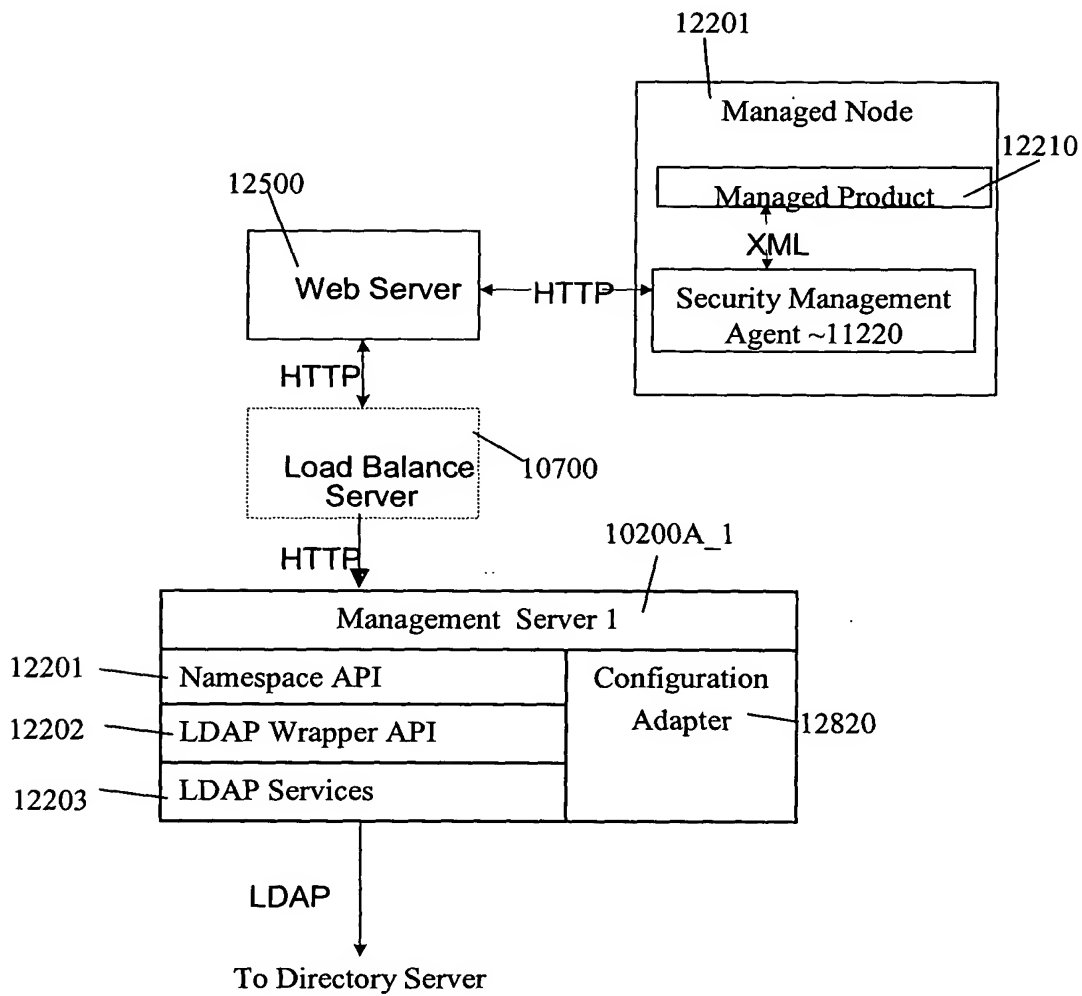 12201
Managed Node
12210
Managed Product
XML
Security Management
Agent ~11220
12500
Web Server
HTTP
HTTP
Load Balance
Server
10700
HTTP
10200A_1
Management Server 1
12201
Namespace API
Configuration
Adapter
12820
12202
LDAP Wrapper API
12203
LDAP Services
LDAP
To Directory Server